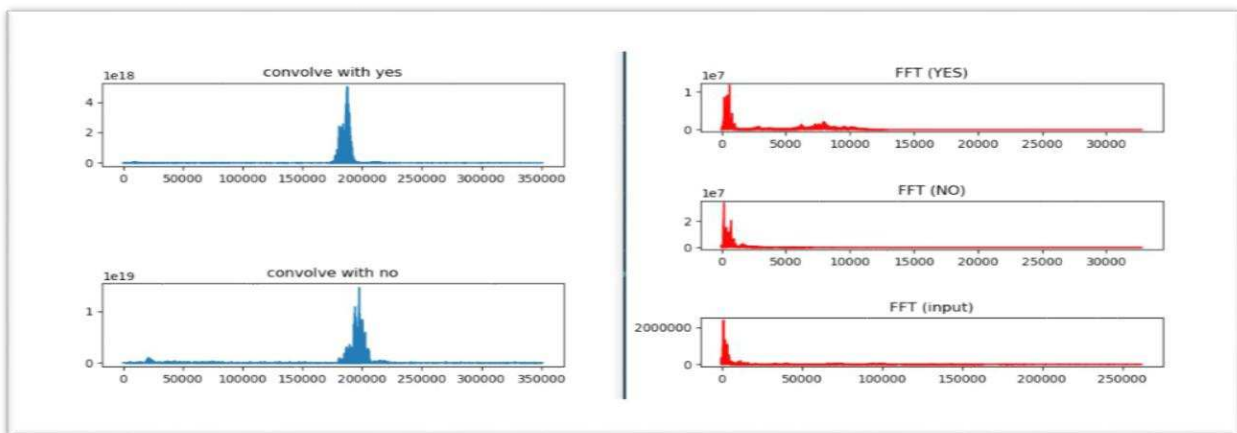 convolve with yes
1e18
4
2
0
0 50000 100000 150000 200000 250000 300000 350000
convolve with no
1e19
1
0
0 50000 100000 150000 200000 250000 300000 350000
FFT (YES)
1e7
1
0
0 5000 10000 15000 20000 25000 30000
FFT (NO)
1e7
2
0
0 5000 10000 15000 20000 25000 30000
FFT (input)
2000000
0
0 50000 100000 150000 200000 250000